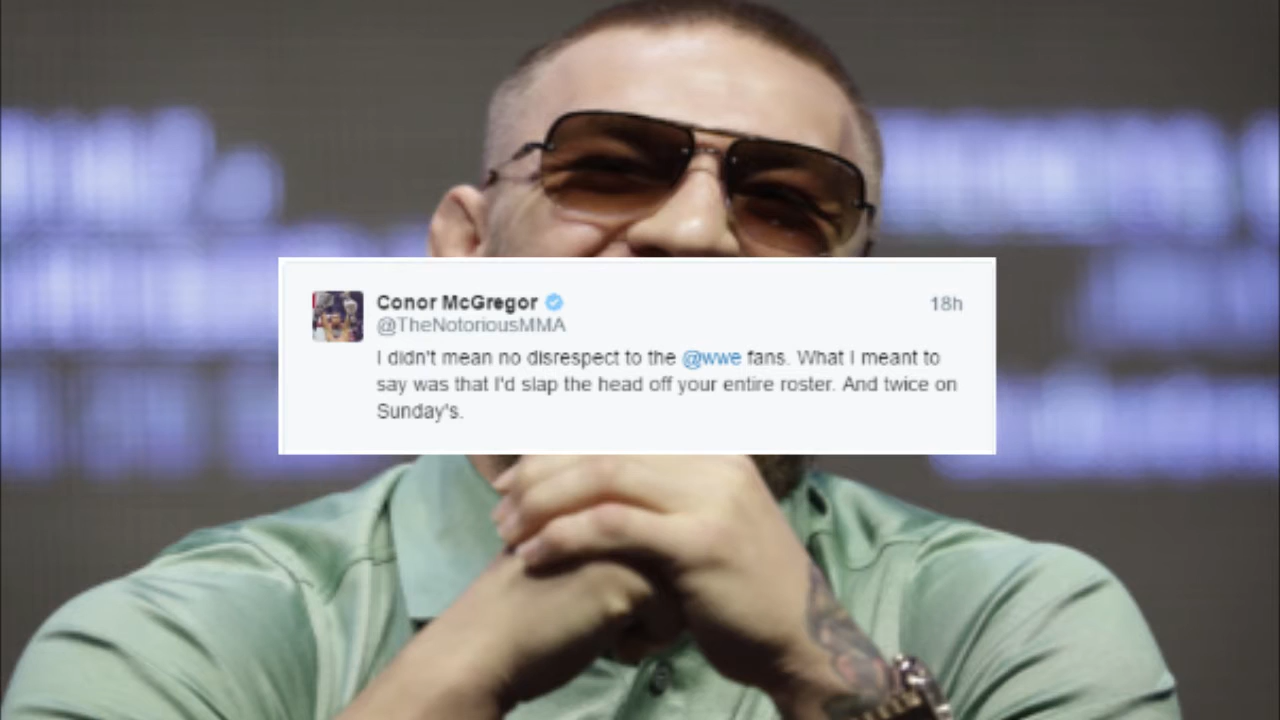 Conor McGregor
18h
@TheNotoriousMMA
I didn't mean no disrespect to the @wwe fans. What I meant to
say was that I'd slap the head off your entire roster. And twice on
Sunday's.